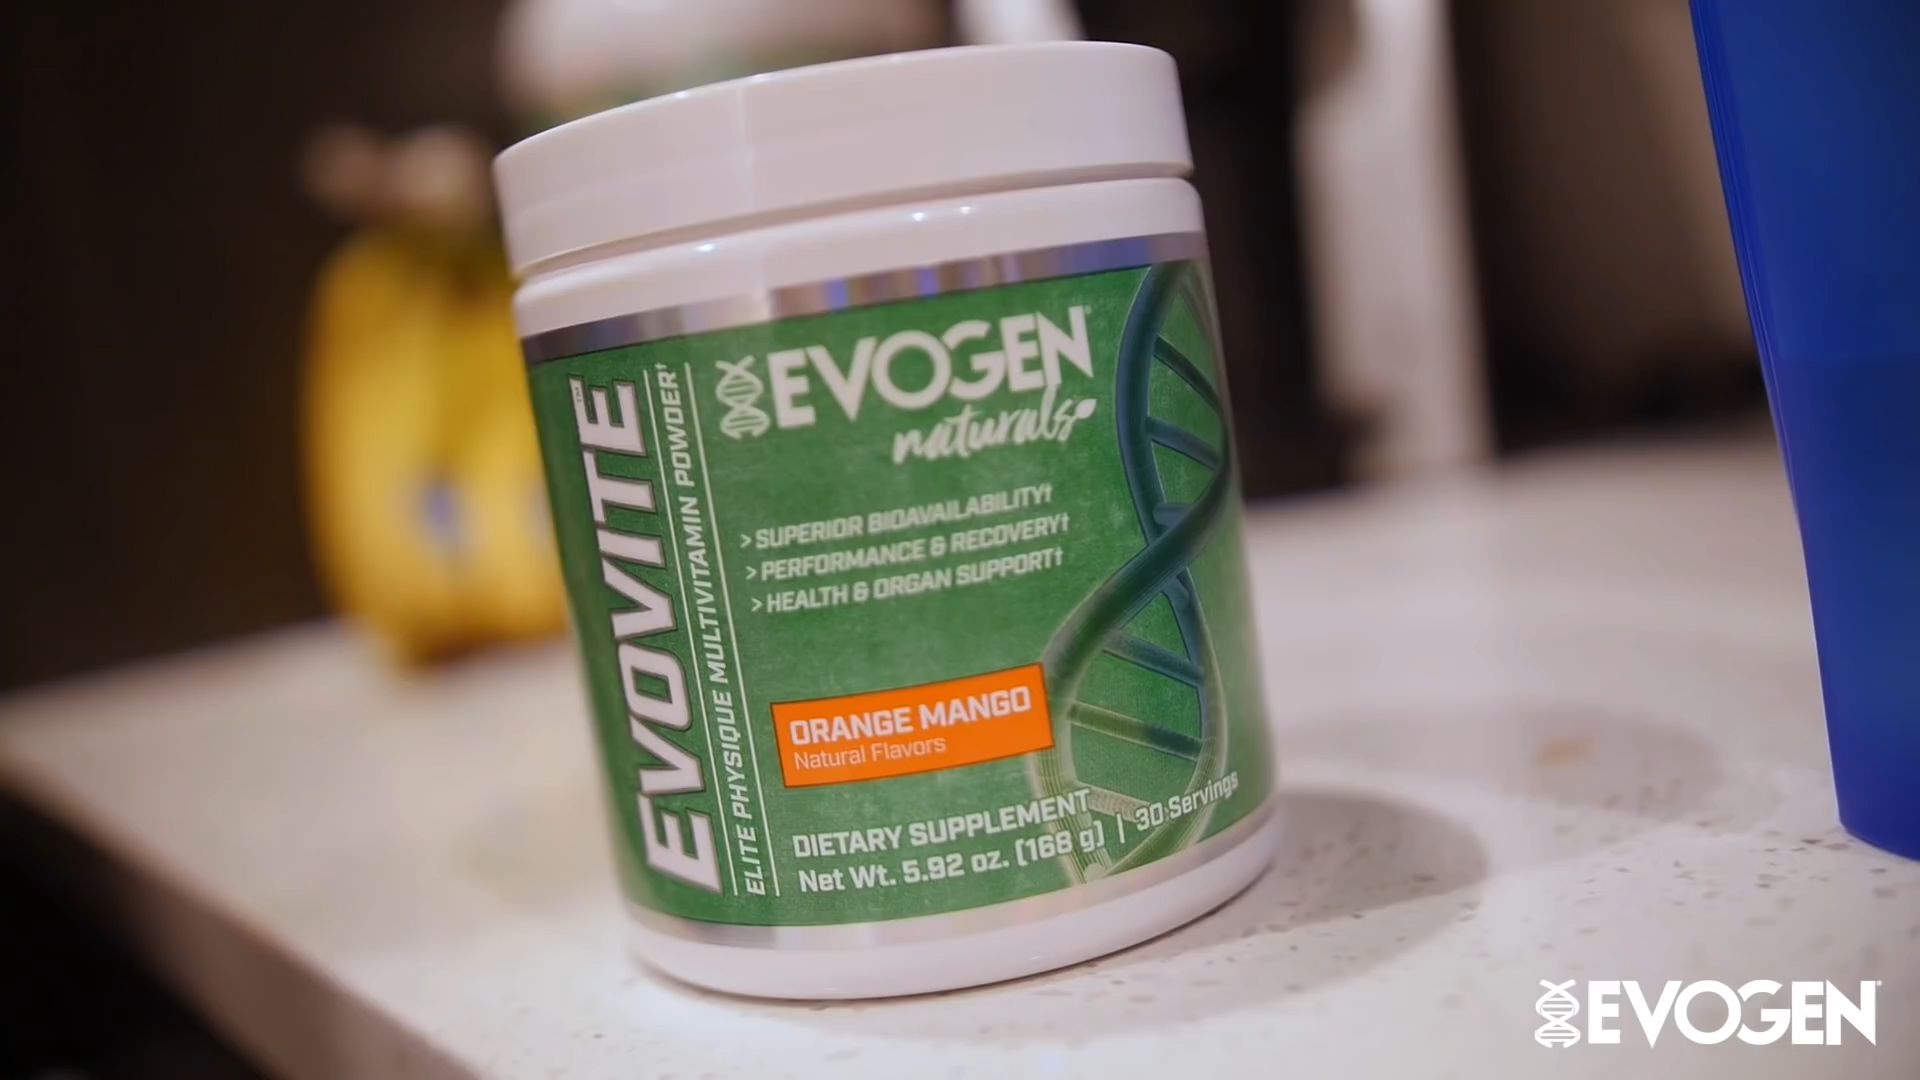 EVOVITE™
ELITE PHYSIQUE MULTIVITAMIN POWDER†
EVOGEN®
naturals
> SUPERIOR BIOAVAILABILITY†
> PERFORMANCE & RECOVERY†
> HEALTH & ORGAN SUPPORT†
ORANGE MANGO
Natural Flavors
DIETARY SUPPLEMENT
Net Wt. 5.92 oz. (168 g) | 30 Servings
EVOGEN®